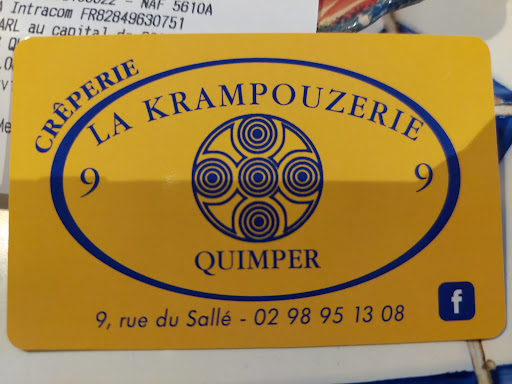 - NAF 5610A
Intracom FR82849630751
ARL au capital de
CRÊPERIE
LA KRAMPOUZERIE
9 9
QUIMPER
9, rue du Sallé - 02 98 95 13 08
f